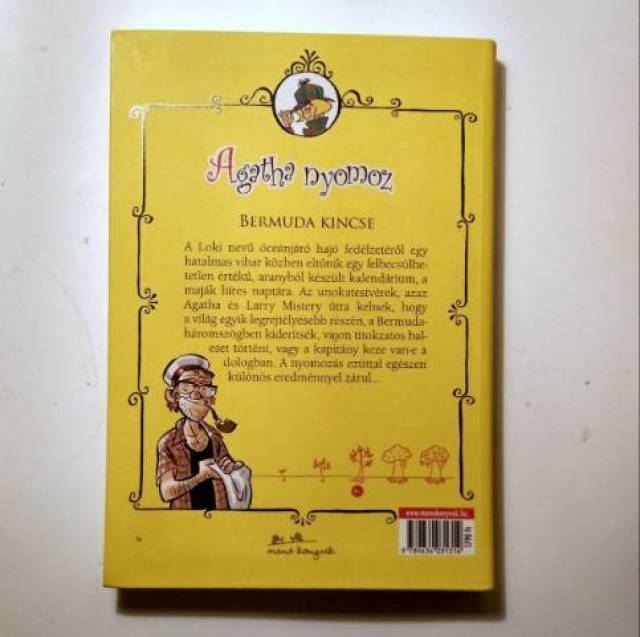 Agatha nyomoz
BERMUDA KINCSE
A Loki nevű óceánjáró hajó fedélzetéről egy
hatalmas vihar közben eltűnik egy felbecsülhe-
tetlen értékű, aranyból készült kalendárium, a
maják híres naptára. Az unokatestvérek, azaz
Agatha és Larry Mistery útra kelnek, hogy
a világ egyik legrejtélyesebb részén, a Bermuda-
háromszögben kiderítsék, vajon titokzatos bal-
eset történt, vagy a kapitány keze van-e a
dologban. A nyomozás ezúttal egészen
különös eredménnyel zárul...
www.manokonyvek.hu
manó könyvek